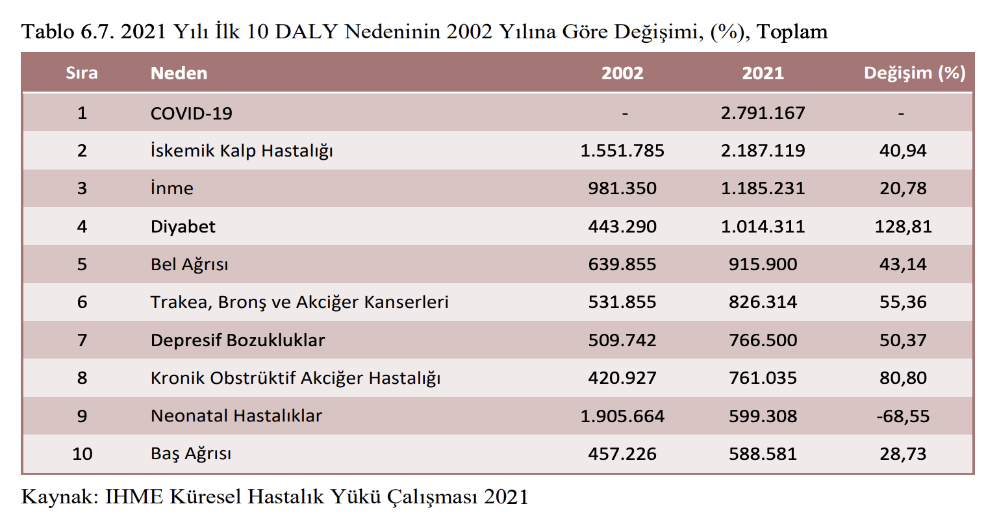 Tablo 6.7. 2021 Yılı İlk 10 DALY Nedeninin 2002 Yılına Göre Değişimi, (%), Toplam
Sıra Neden 2002 2021 Değişim (%)
1 COVID-19 - 2.791.167 -
2 İskemik Kalp Hastalığı 1.551.785 2.187.119 40,94
3 İnme 981.350 1.185.231 20,78
4 Diyabet 443.290 1.014.311 128,81
5 Bel Ağrısı 639.855 915.900 43,14
6 Trakea, Bronş ve Akciğer Kanserleri 531.855 826.314 55,36
7 Depresif Bozukluklar 509.742 766.500 50,37
8 Kronik Obstrüktif Akciğer Hastalığı 420.927 761.035 80,80
9 Neonatal Hastalıklar 1.905.664 599.308 -68,55
10 Baş Ağrısı 457.226 588.581 28,73
Kaynak: IHME Küresel Hastalık Yükü Çalışması 2021